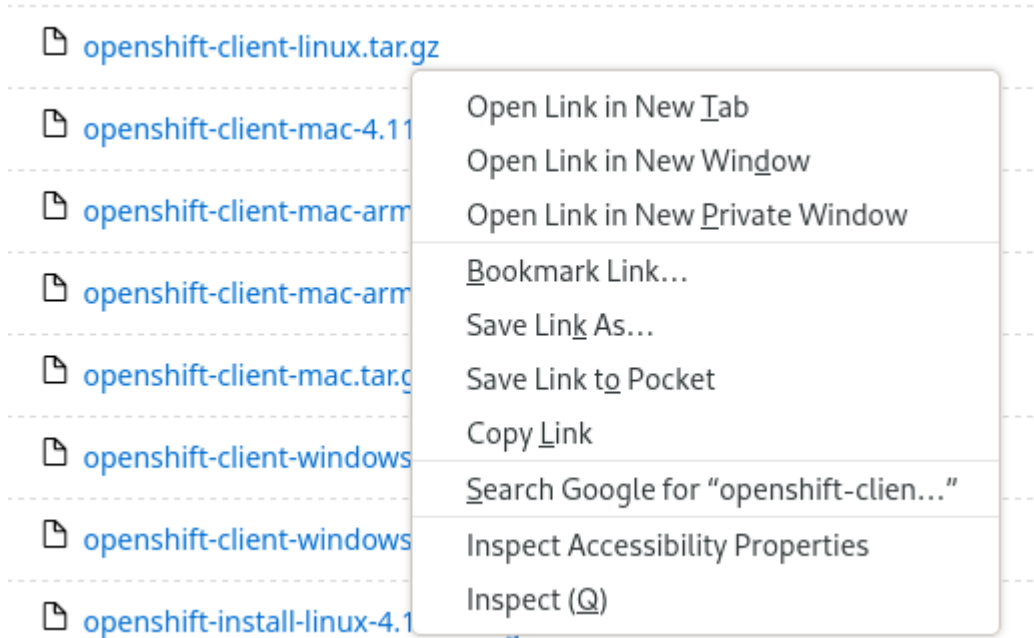 openshift-client-linux.tar.gz
openshift-client-mac-4.11
openshift-client-mac-arm
openshift-client-mac-arm
openshift-client-mac.tar.g
openshift-client-windows
openshift-client-windows
openshift-install-linux-4.1
Open Link in New Tab
Open Link in New Window
Open Link in New Private Window
Bookmark Link…
Save Link As…
Save Link to Pocket
Copy Link
Search Google for “openshift-clien…”
Inspect Accessibility Properties
Inspect (Q)